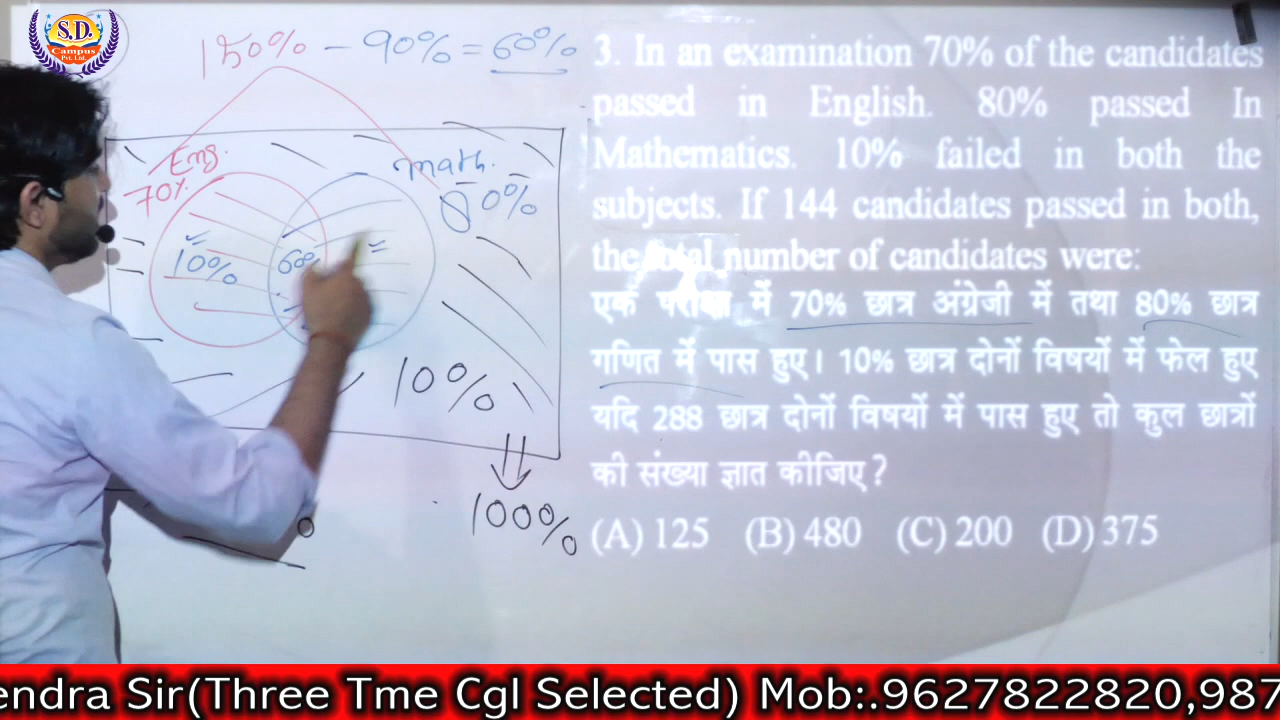 S.D.
Campus
Pvt. Ltd.
150% - 90% = 60%
Eng.
70%
math.
80%
10%
60%
10%
100%
3. In an examination 70% of the candidates
passed in English. 80% passed In
Mathematics. 10% failed in both the
subjects. If 144 candidates passed in both,
the total number of candidates were:
एक परीक्षा में 70% छात्र अंग्रेजी में तथा 80% छात्र
गणित में पास हुए। 10% छात्र दोनों विषयों में फेल हुए
यदि 288 छात्र दोनों विषयों में पास हुए तो कुल छात्रों
की संख्या ज्ञात कीजिए?
(A) 125 (B) 480 (C) 200 (D) 375
endra Sir(Three Tme Cgl Selected) Mob:.9627822820,987